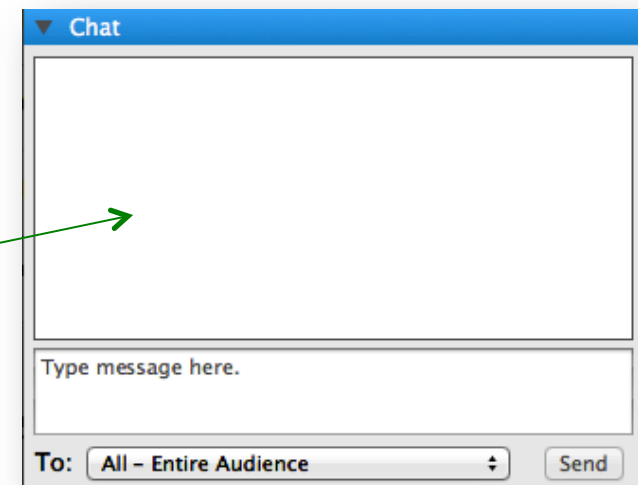 Chat
Type message here.
To: All – Entire Audience Send